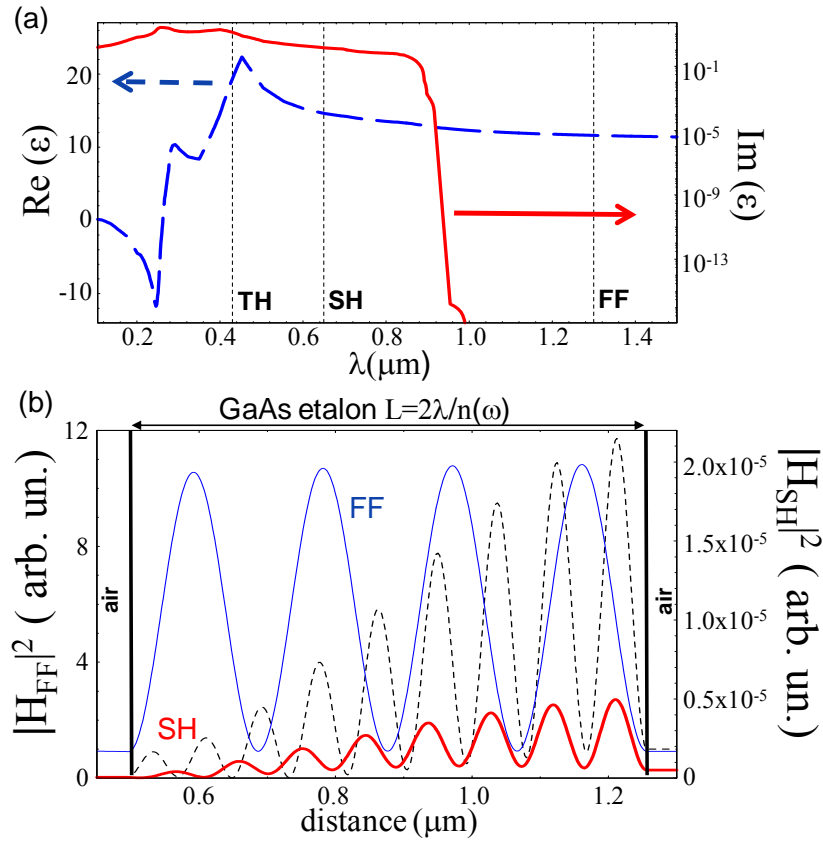 (a)
20
10
0
-10
Re (ε)
10⁻¹
10⁻⁵
10⁻⁹
10⁻¹³
Im (ε)
TH
SH
FF
0.2
0.4
0.6
0.8
1.0
1.2
1.4
λ(μm)
(b)
GaAs etalon L=2λ/n(ω)
12
8
4
0
|H_FF|² ( arb. un.)
air
FF
SH
air
2.0x10⁻⁵
1.5x10⁻⁵
1.0x10⁻⁵
0.5x10⁻⁵
0
|H_SH|² ( arb. un.)
0.6
0.8
1.0
1.2
distance (μm)